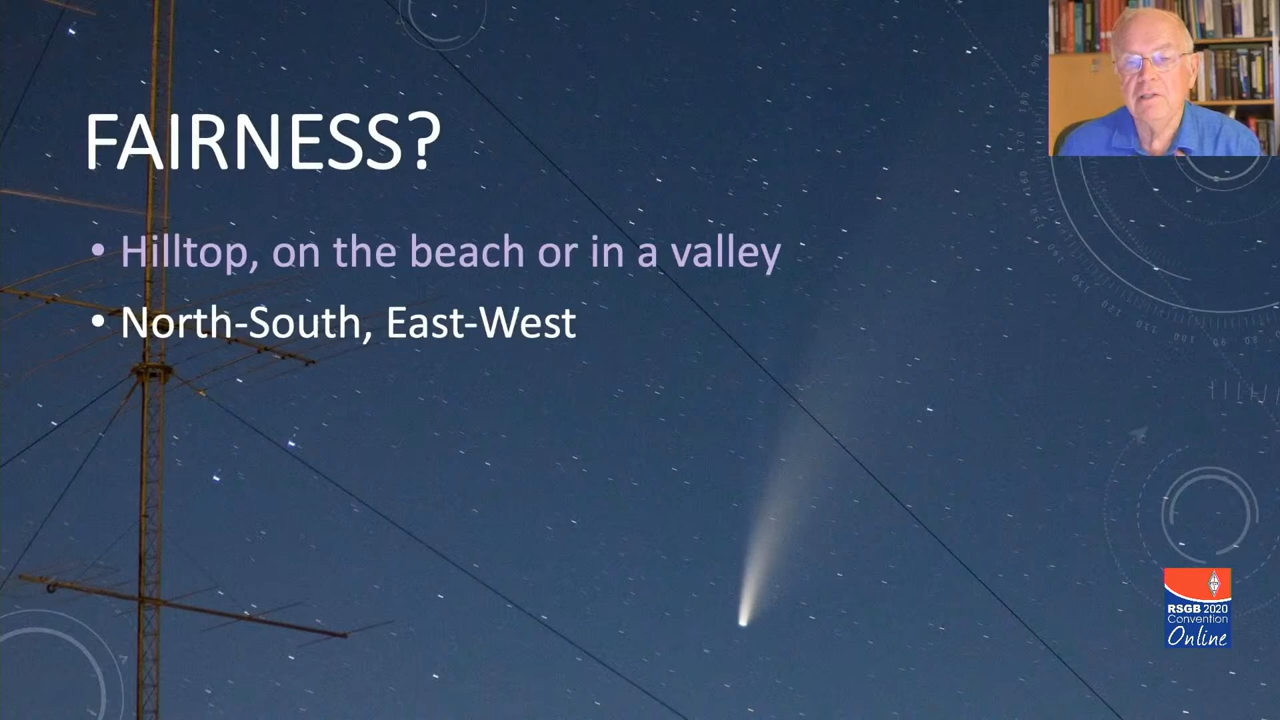 FAIRNESS?
• Hilltop, on the beach or in a valley
• North-South, East-West
RSGB 2020
Convention
Online